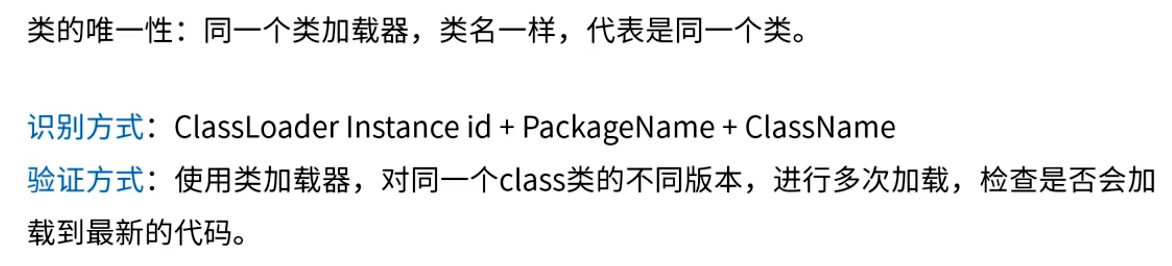 类的唯一性：同一个类加载器，类名一样，代表是同一个类。
识别方式：ClassLoader Instance id + PackageName + ClassName
验证方式：使用类加载器，对同一个class类的不同版本，进行多次加载，检查是否会加
载到最新的代码。